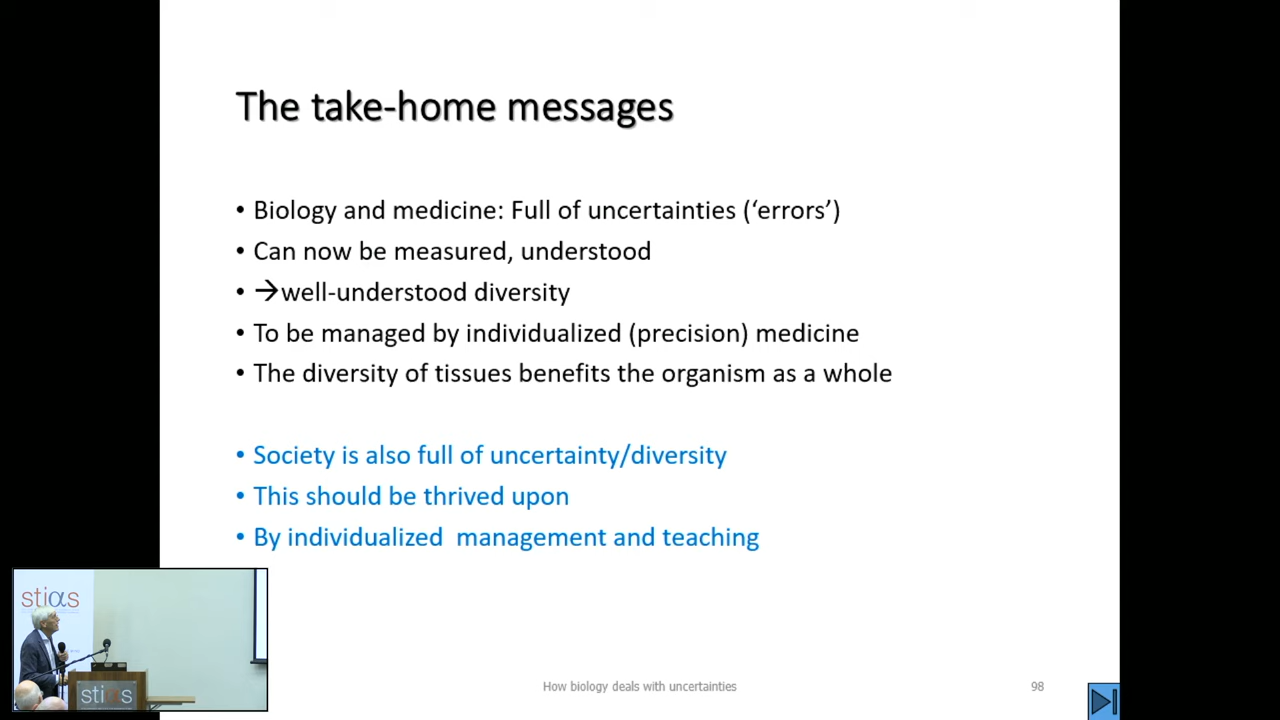 The take-home messages
• Biology and medicine: Full of uncertainties (‘errors’)
• Can now be measured, understood
• →well-understood diversity
• To be managed by individualized (precision) medicine
• The diversity of tissues benefits the organism as a whole
• Society is also full of uncertainty/diversity
• This should be thrived upon
• By individualized  management and teaching
stias
stias
How biology deals with uncertainties
98